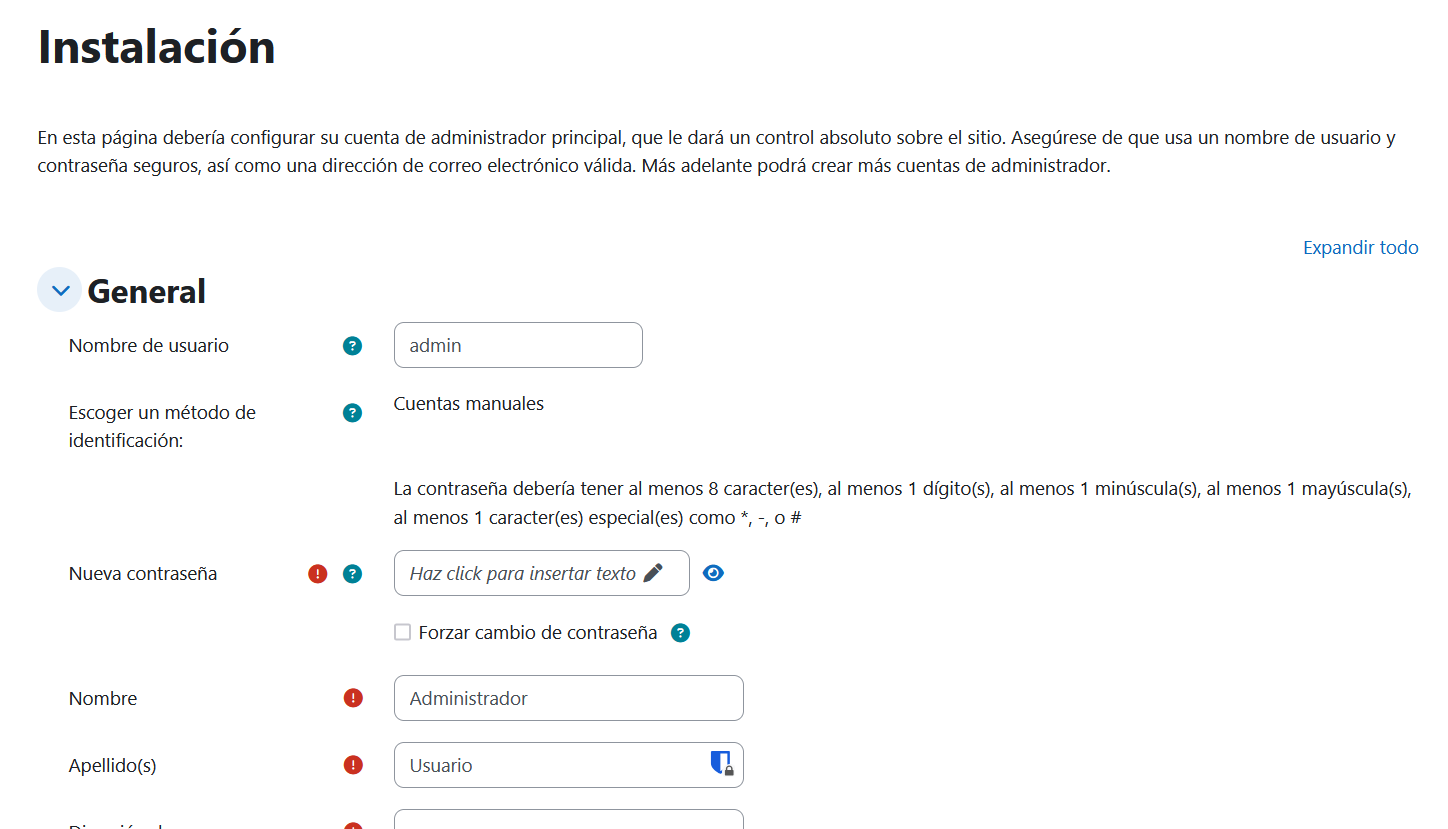 Instalación
En esta página debería configurar su cuenta de administrador principal, que le dará un control absoluto sobre el sitio. Asegúrese de que usa un nombre de usuario y
contraseña seguros, así como una dirección de correo electrónico válida. Más adelante podrá crear más cuentas de administrador.
Expandir todo
General
Nombre de usuario
admin
Escoger un método de
identificación:
Cuentas manuales
La contraseña debería tener al menos 8 caracter(es), al menos 1 dígito(s), al menos 1 minúscula(s), al menos 1 mayúscula(s),
al menos 1 caracter(es) especial(es) como *, -, o #
Nueva contraseña
Haz click para insertar texto
Forzar cambio de contraseña
Nombre
Administrador
Apellido(s)
Usuario